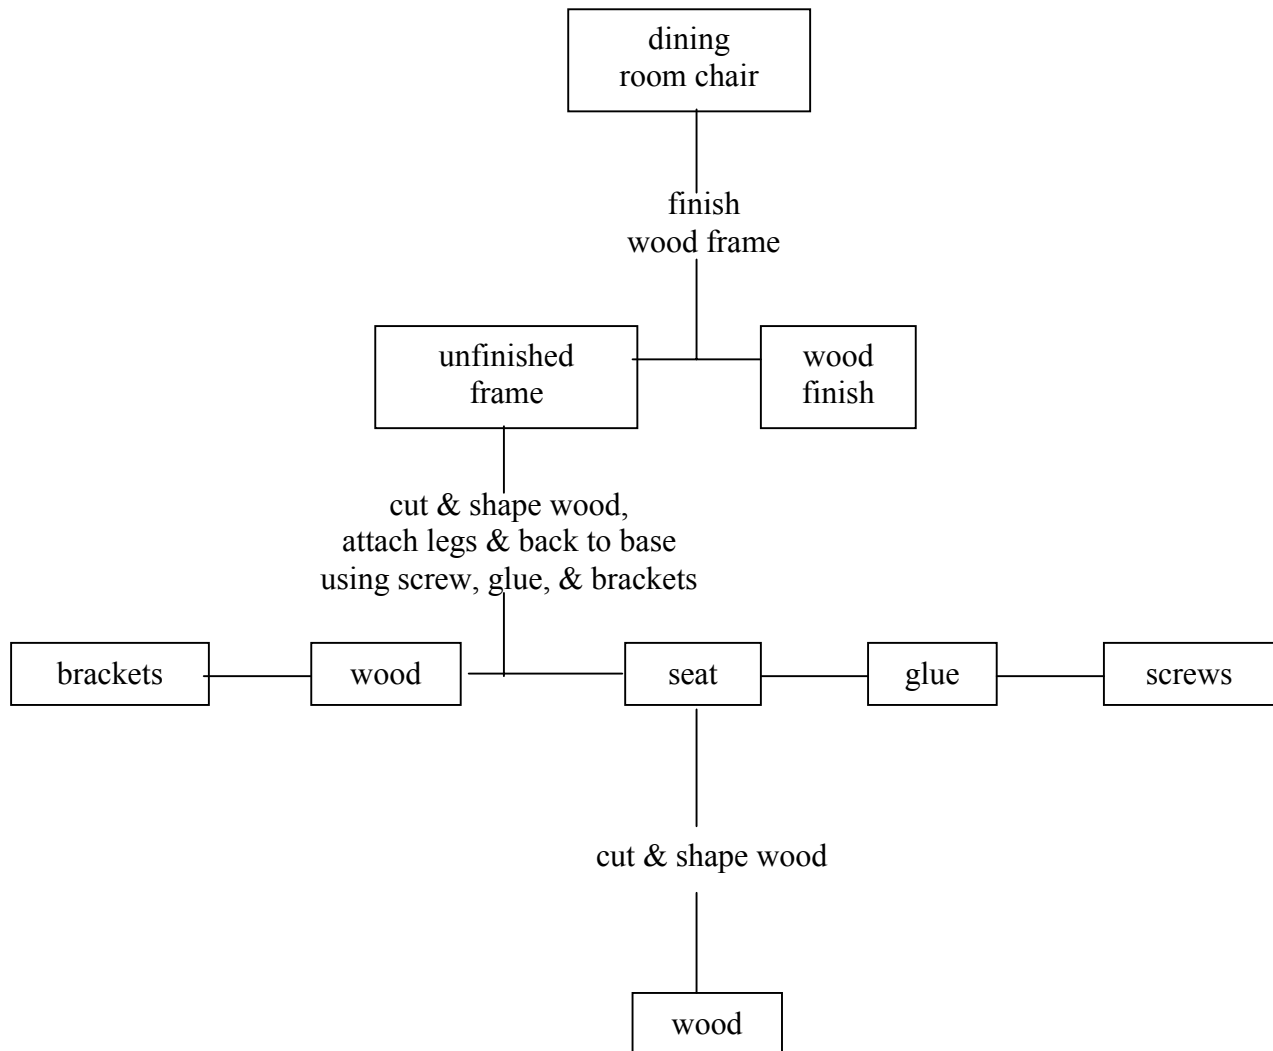 dining
room chair
finish
wood frame
unfinished
frame
wood
finish
cut & shape wood,
attach legs & back to base
using screw, glue, & brackets
brackets
wood
seat
glue
screws
cut & shape wood
wood